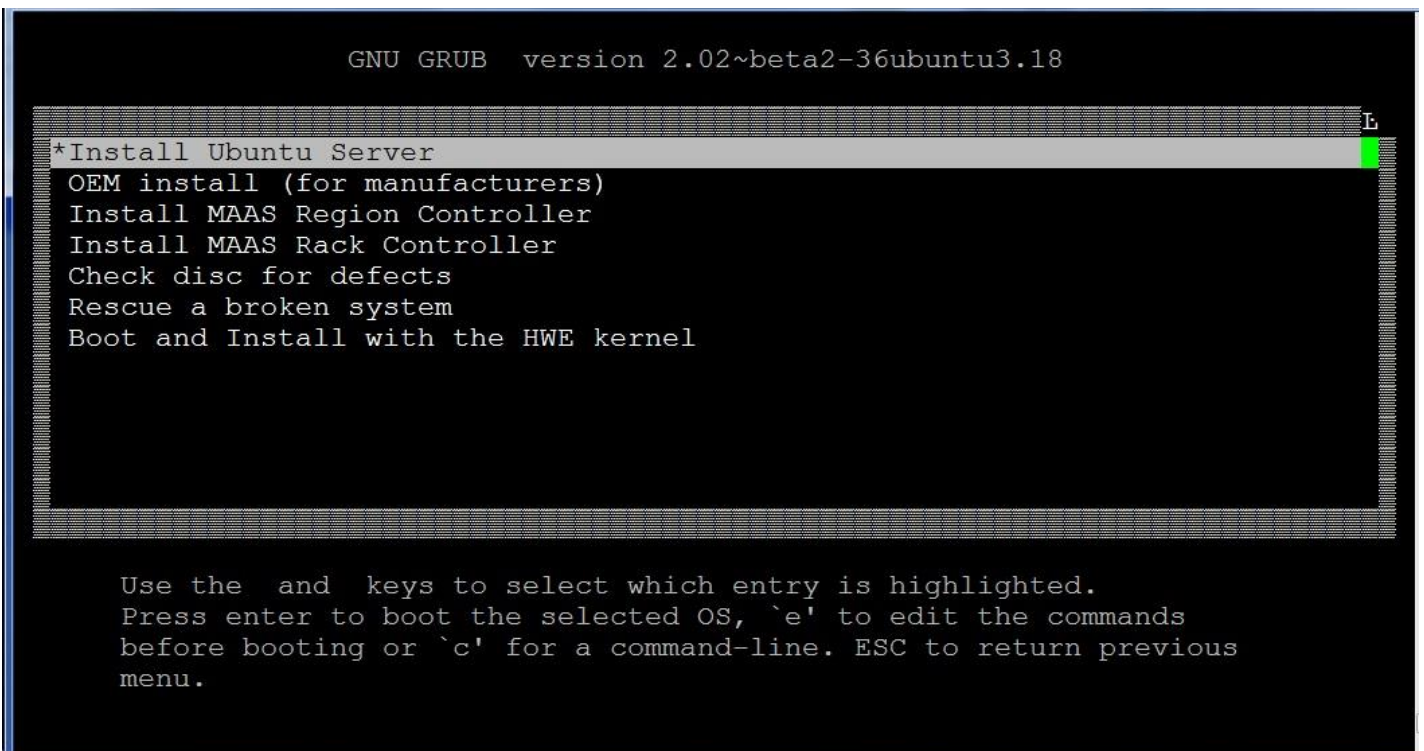 GNU GRUB  version 2.02~beta2-36ubuntu3.18
*Install Ubuntu Server
OEM install (for manufacturers)
Install MAAS Region Controller
Install MAAS Rack Controller
Check disc for defects
Rescue a broken system
Boot and Install with the HWE kernel
Use the  and  keys to select which entry is highlighted.
Press enter to boot the selected OS, `e' to edit the commands
before booting or `c' for a command-line. ESC to return previous
menu.